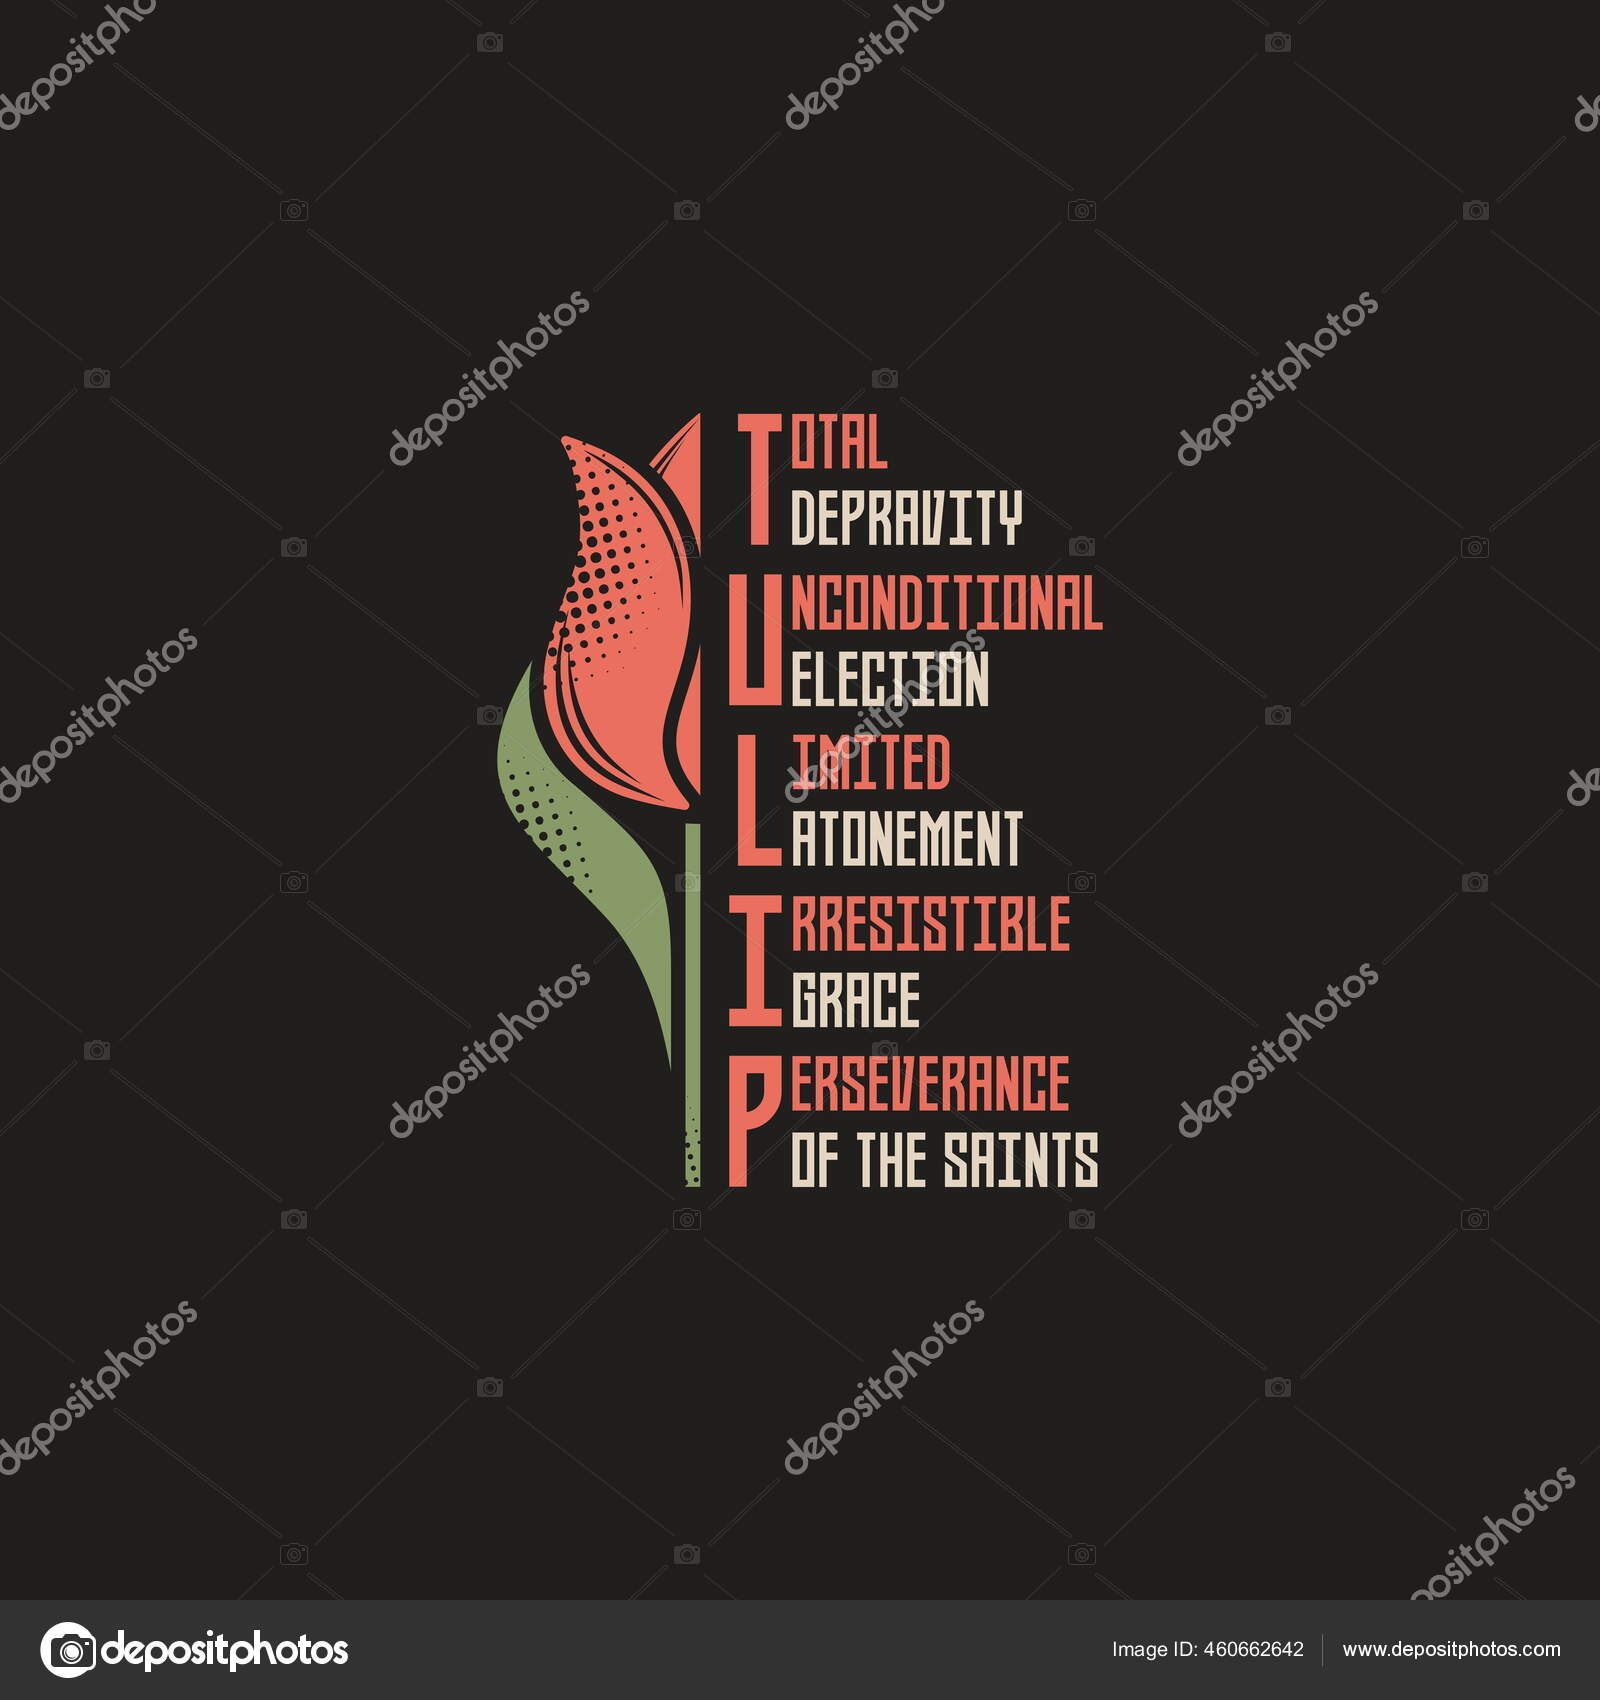 TOTAL
DEPRAVITY
UNCONDITIONAL
ELECTION
LIMITED
ATONEMENT
IRRESISTIBLE
GRACE
PERSEVERANCE
OF THE SAINTS
depositphotos
Image ID: 460662642
www.depositphotos.com